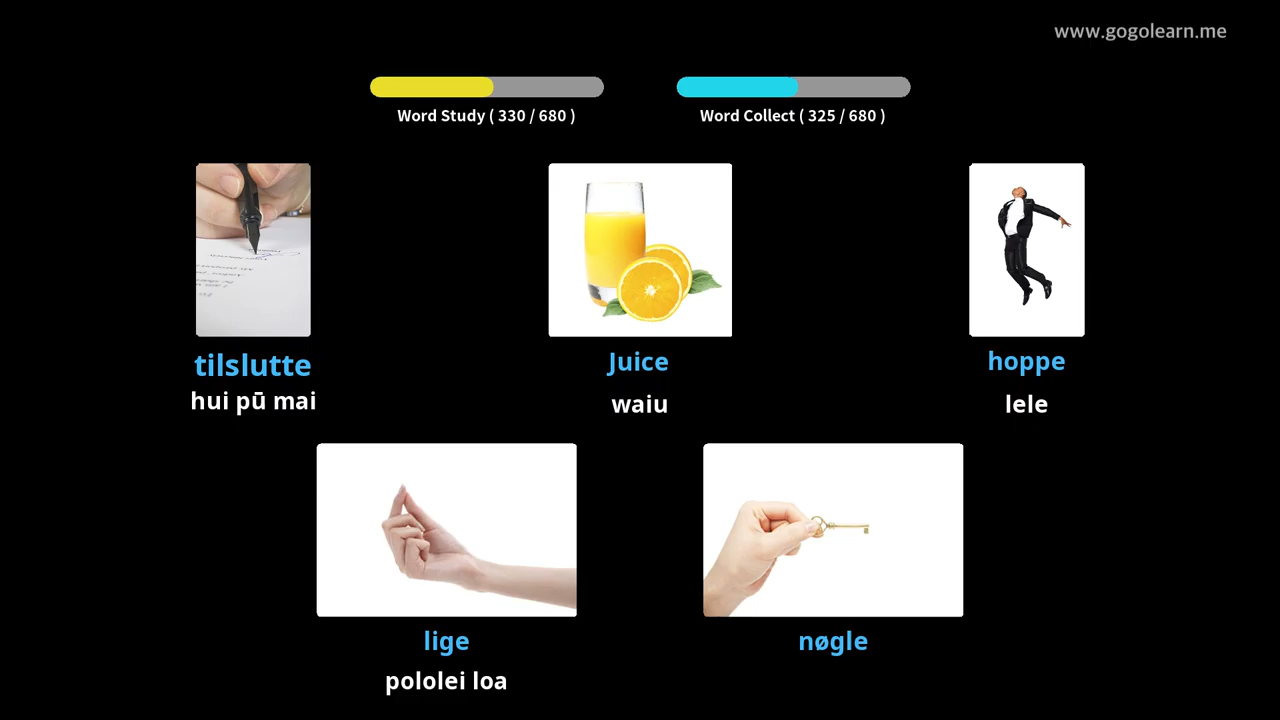 www.gogolearn.me
Word Study ( 330 / 680 )
Word Collect ( 325 / 680 )
tilslutte
hui pū mai
Juice
waiu
hoppe
lele
lige
pololei loa
nøgle